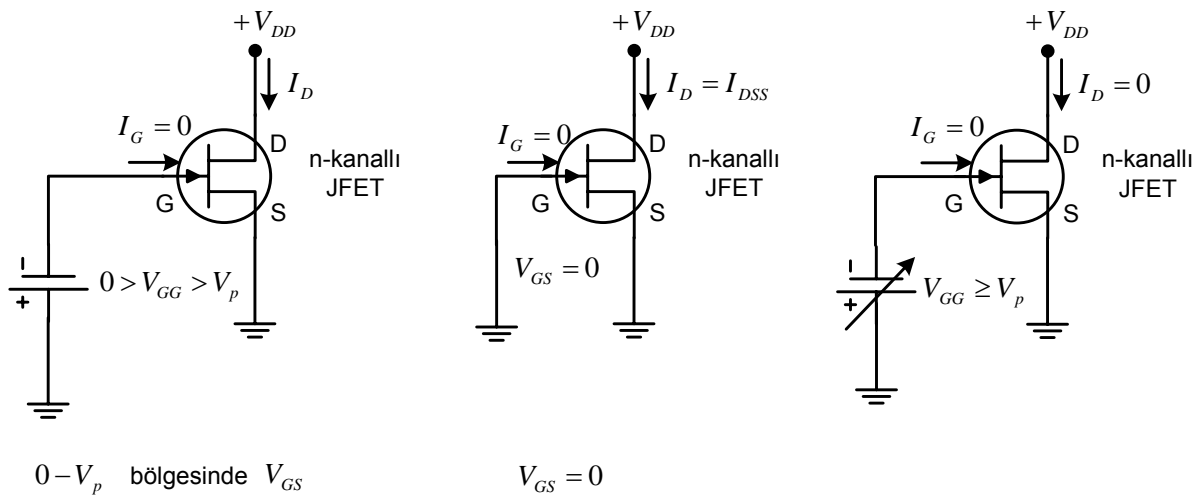 +V_DD
I_D
I_G = 0
D
n-kanallı
JFET
G
S
-
+
0 > V_GG > V_p
0 – V_p bölgesinde V_GS
+V_DD
I_D = I_DSS
I_G = 0
D
n-kanallı
JFET
G
S
V_GS = 0
V_GS = 0
+V_DD
I_D = 0
I_G = 0
D
n-kanallı
JFET
G
S
-
+
V_GG ≥ V_p